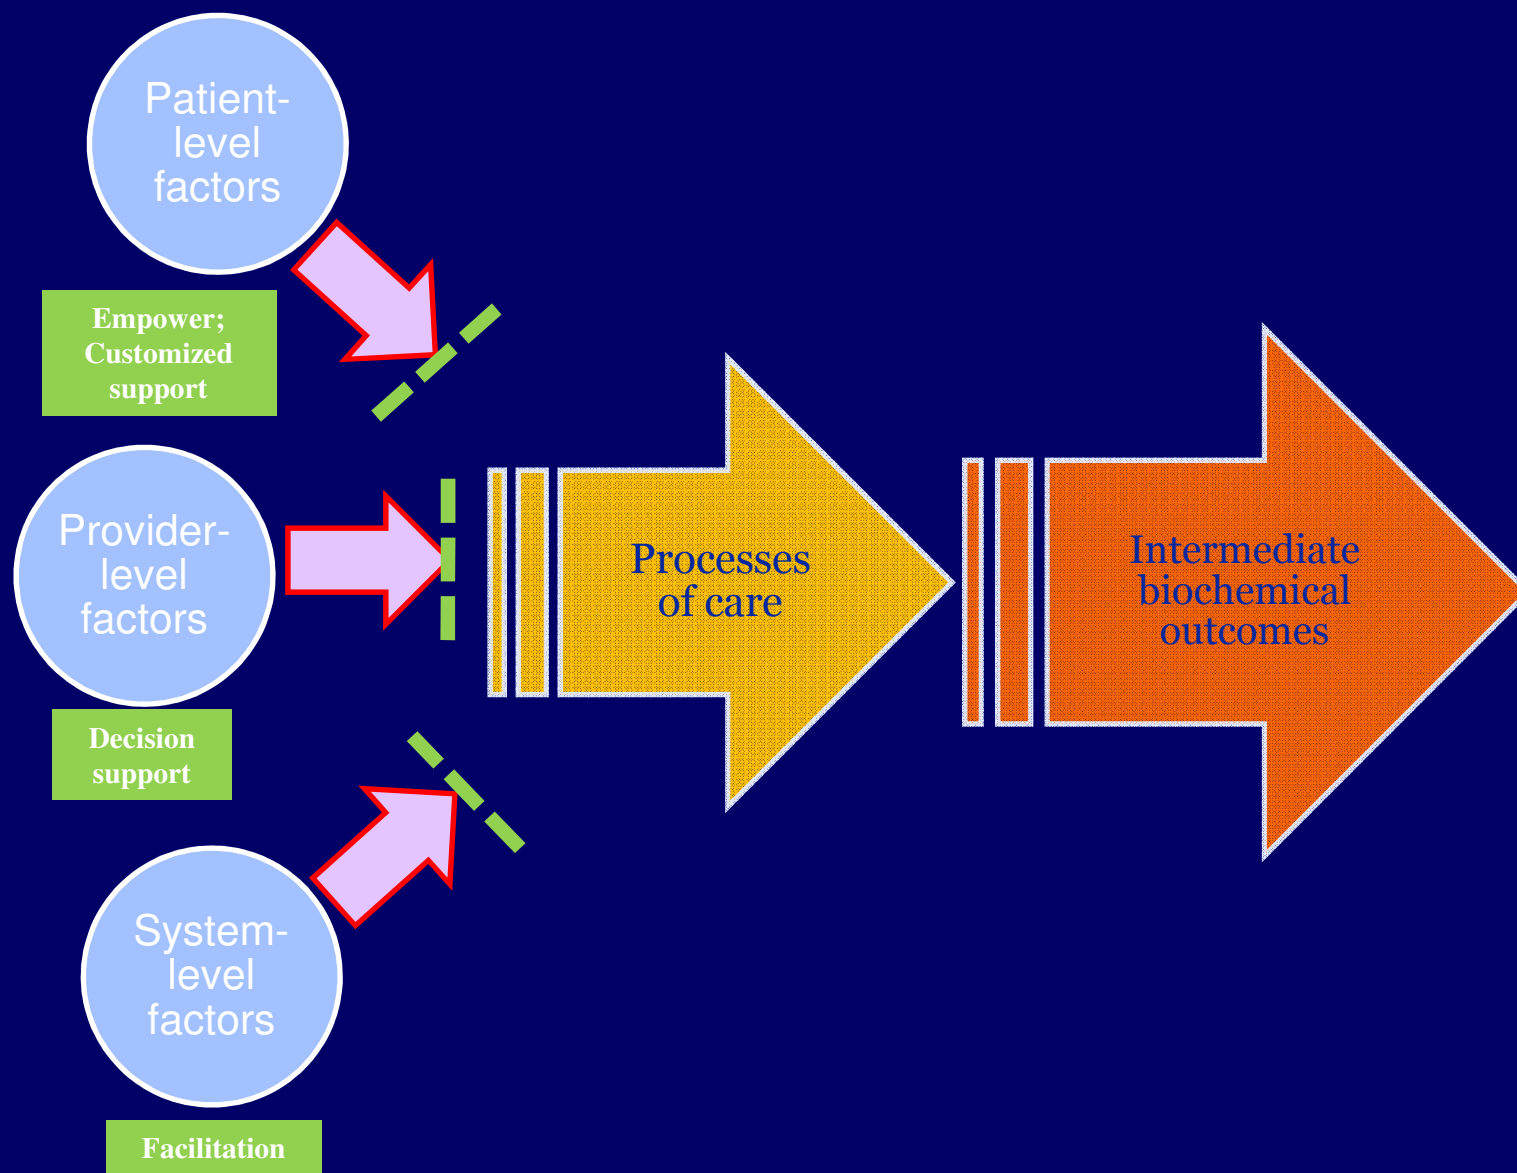 Patient-
level
factors
Empower;
Customized
support
Provider-
level
factors
Decision
support
System-
level
factors
Facilitation
Processes
of care
Intermediate
biochemical
outcomes